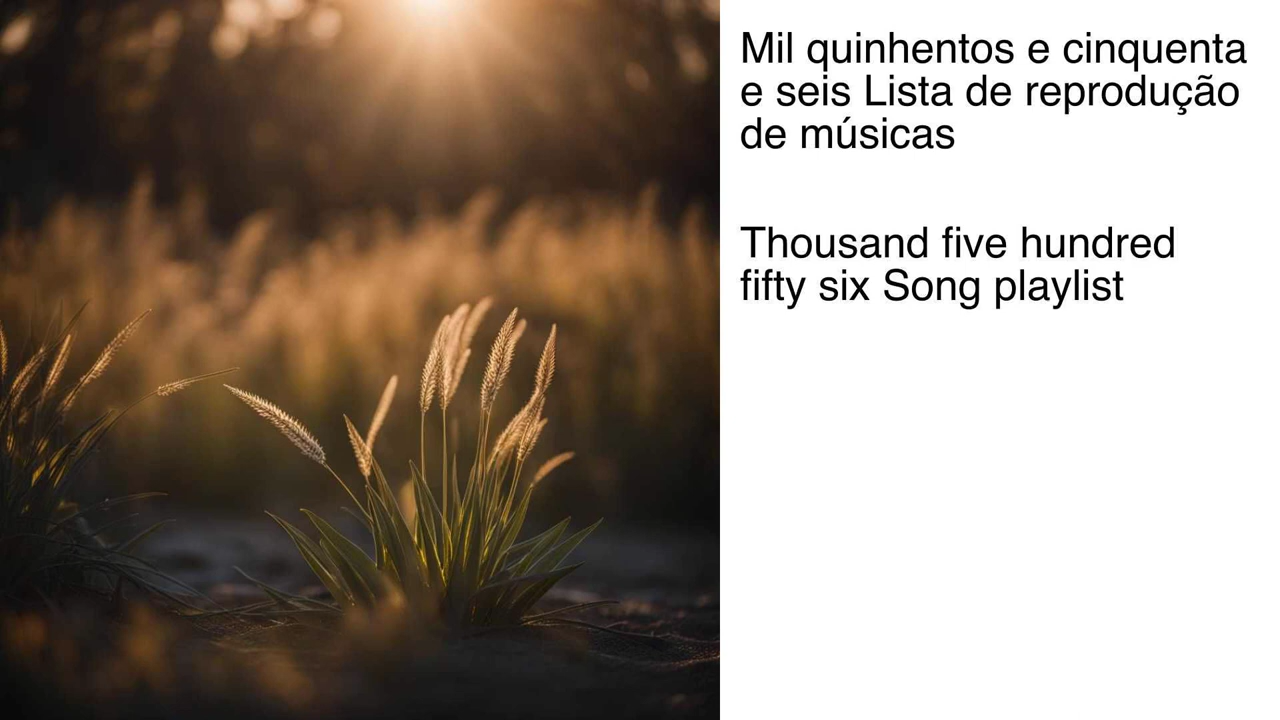 Mil quinhentos e cinquenta
e seis Lista de reprodução
de músicas
Thousand five hundred
fifty six Song playlist